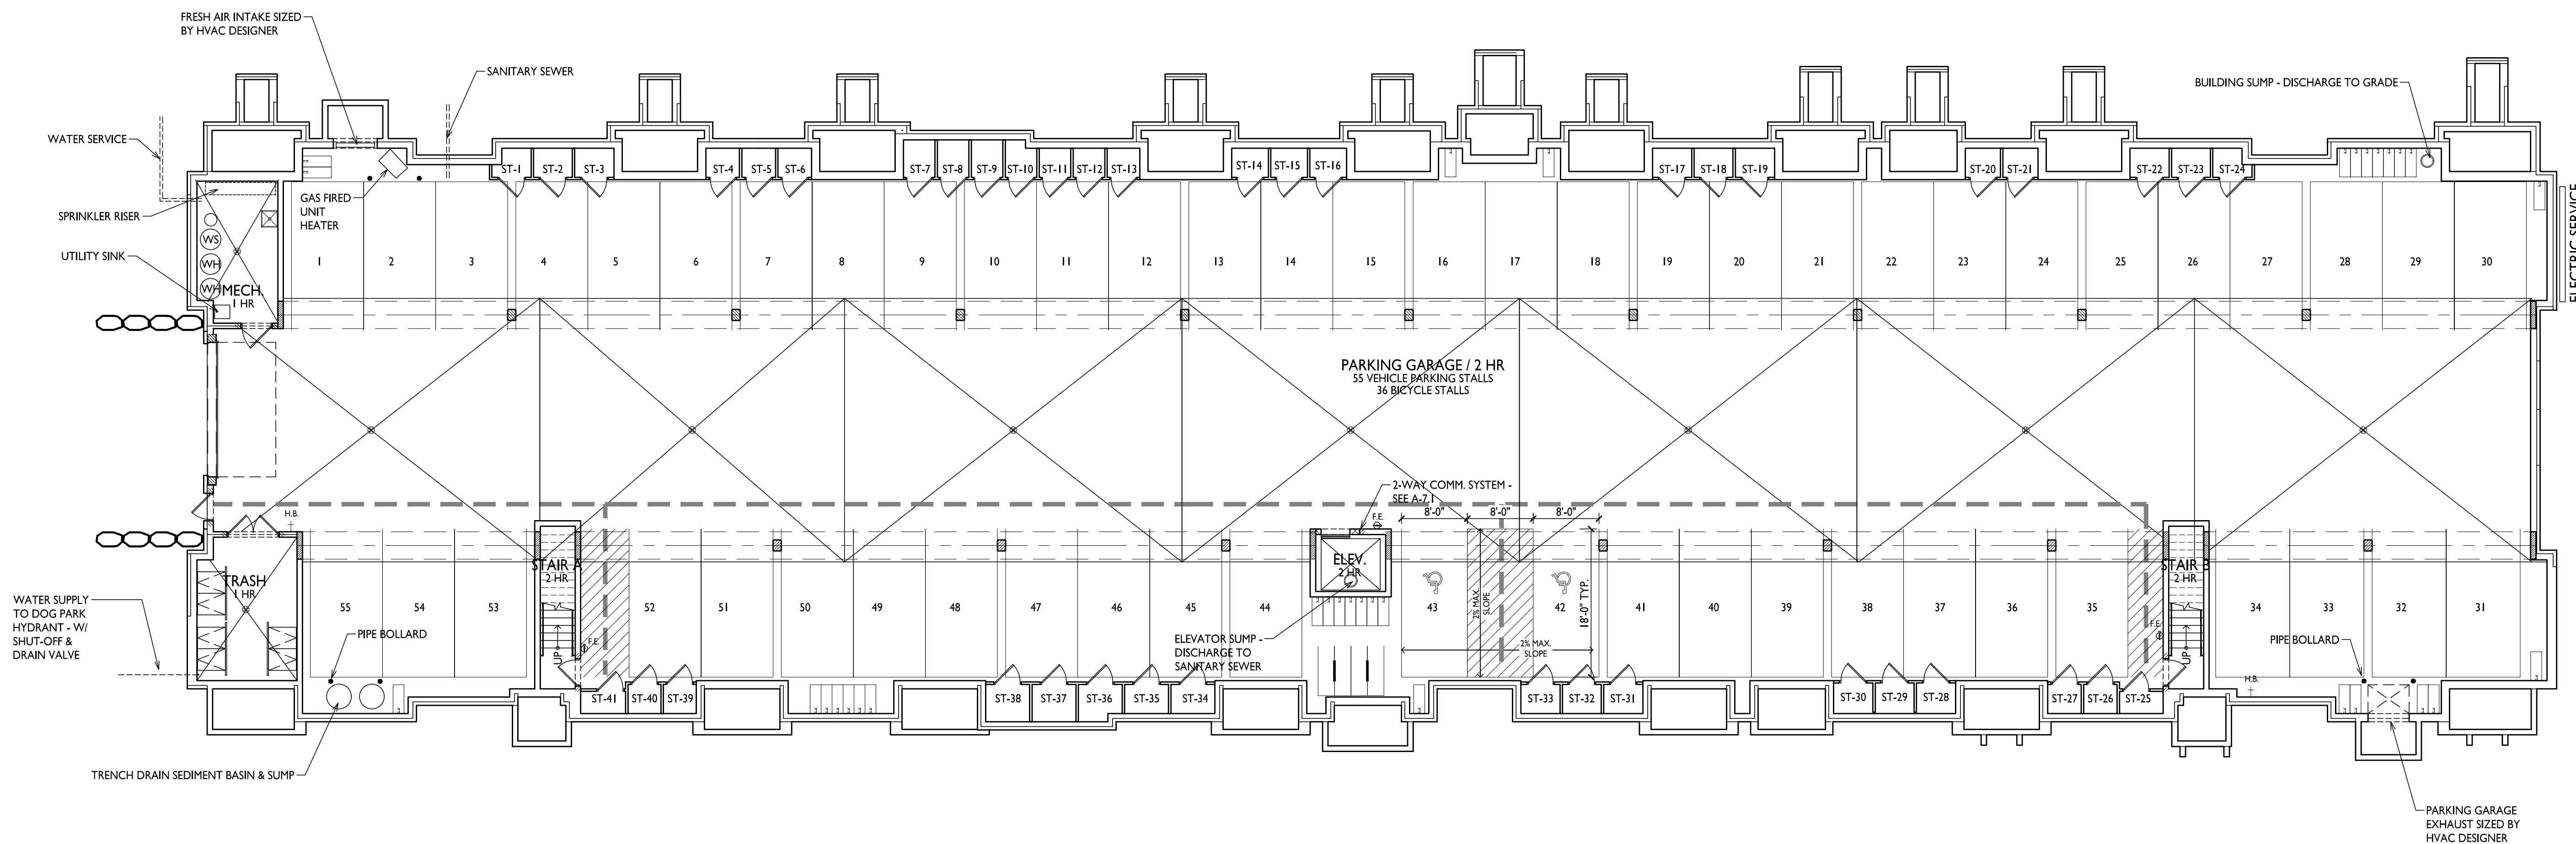 FRESH AIR INTAKE SIZED
BY HVAC DESIGNER
SANITARY SEWER
BUILDING SUMP - DISCHARGE TO GRADE
WATER SERVICE
ST-1 ST-2 ST-3 ST-4 ST-5 ST-6 ST-7 ST-8 ST-9 ST-10 ST-11 ST-12 ST-13 ST-14 ST-15 ST-16 ST-17 ST-18 ST-19 ST-20 ST-21 ST-22 ST-23 ST-24
GAS FIRED
UNIT
HEATER
SPRINKLER RISER
ELECTRIC SERVICE
WS
UTILITY SINK
WH
WH
MECH.
1 HR
1 2 3 4 5 6 7 8 9 10 11 12 13 14 15 16 17 18 19 20 21 22 23 24 25 26 27 28 29 30
PARKING GARAGE / 2 HR
55 VEHICLE PARKING STALLS
36 BICYCLE STALLS
2-WAY COMM. SYSTEM -
SEE A-7.1
H.B.
F.E.
8'-0" 8'-0" 8'-0"
TRASH
1 HR
STAIR A
2 HR
ELEV.
2 HR
STAIR B
2 HR
18'-0" TYP.
2% MAX.
SLOPE
WATER SUPPLY
TO DOG PARK
HYDRANT - W/
SHUT-OFF &
DRAIN VALVE
55 54 53 52 51 50 49 48 47 46 45 44 43 42 41 40 39 38 37 36 35 34 33 32 31
PIPE BOLLARD
UP
F.E.
ELEVATOR SUMP -
DISCHARGE TO
SANITARY SEWER
2% MAX.
SLOPE
F.E.
UP
PIPE BOLLARD
H.B.
ST-41 ST-40 ST-39 ST-38 ST-37 ST-36 ST-35 ST-34 ST-33 ST-32 ST-31 ST-30 ST-29 ST-28 ST-27 ST-26 ST-25
TRENCH DRAIN SEDIMENT BASIN & SUMP
PARKING GARAGE
EXHAUST SIZED BY
HVAC DESIGNER